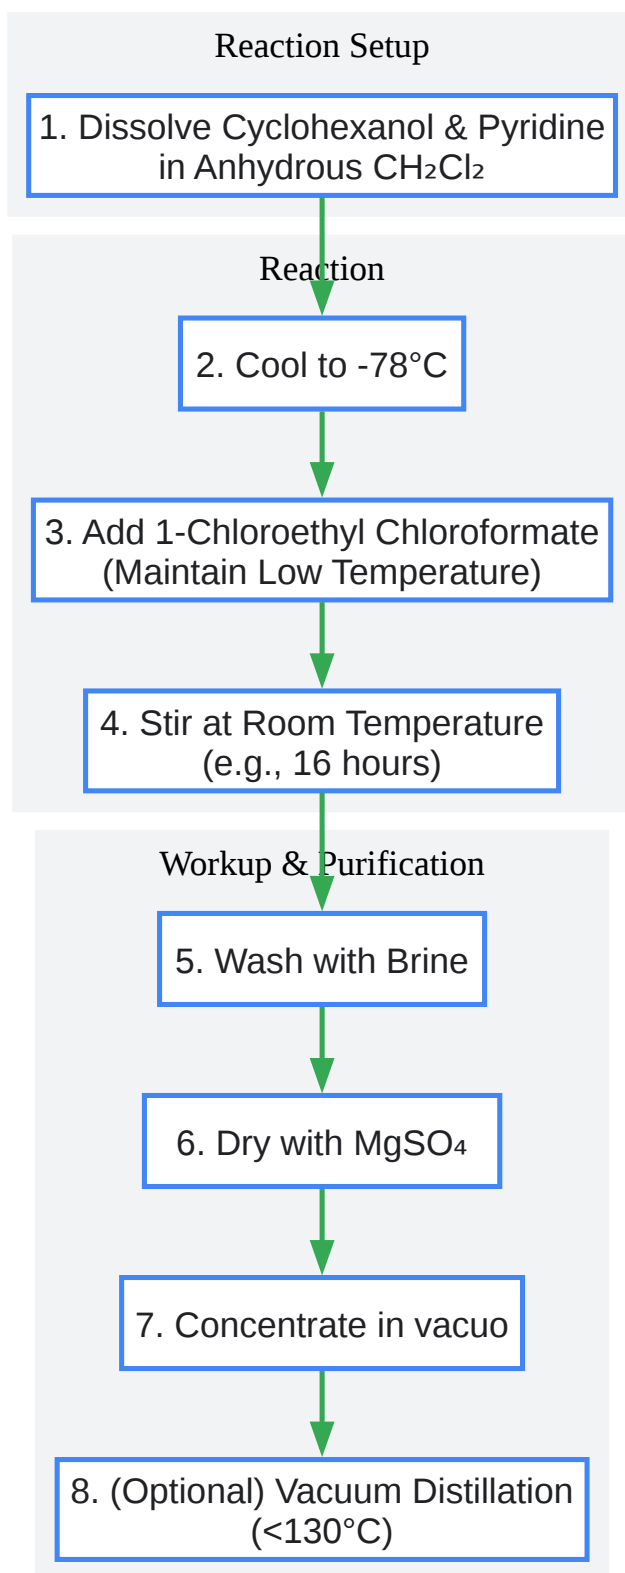 Reaction Setup
1. Dissolve Cyclohexanol & Pyridine
in Anhydrous CH₂Cl₂
Reaction
2. Cool to -78°C
3. Add 1-Chloroethyl Chloroformate
(Maintain Low Temperature)
4. Stir at Room Temperature
(e.g., 16 hours)
Workup & Purification
5. Wash with Brine
6. Dry with MgSO₄
7. Concentrate in vacuo
8. (Optional) Vacuum Distillation
(<130°C)